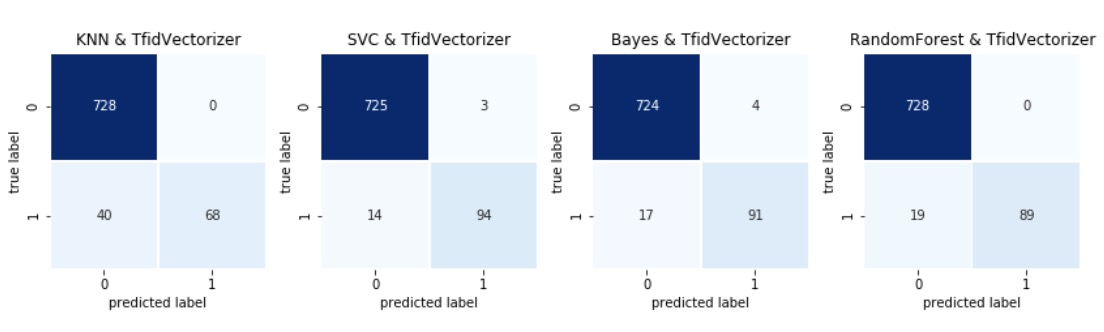 KNN & TfidVectorizer
0
728
0
true label
1
40
68
0
1
predicted label
SVC & TfidVectorizer
0
725
3
true label
1
14
94
0
1
predicted label
Bayes & TfidVectorizer
0
724
4
true label
1
17
91
0
1
predicted label
RandomForest & TfidVectorizer
0
728
0
true label
1
19
89
0
1
predicted label